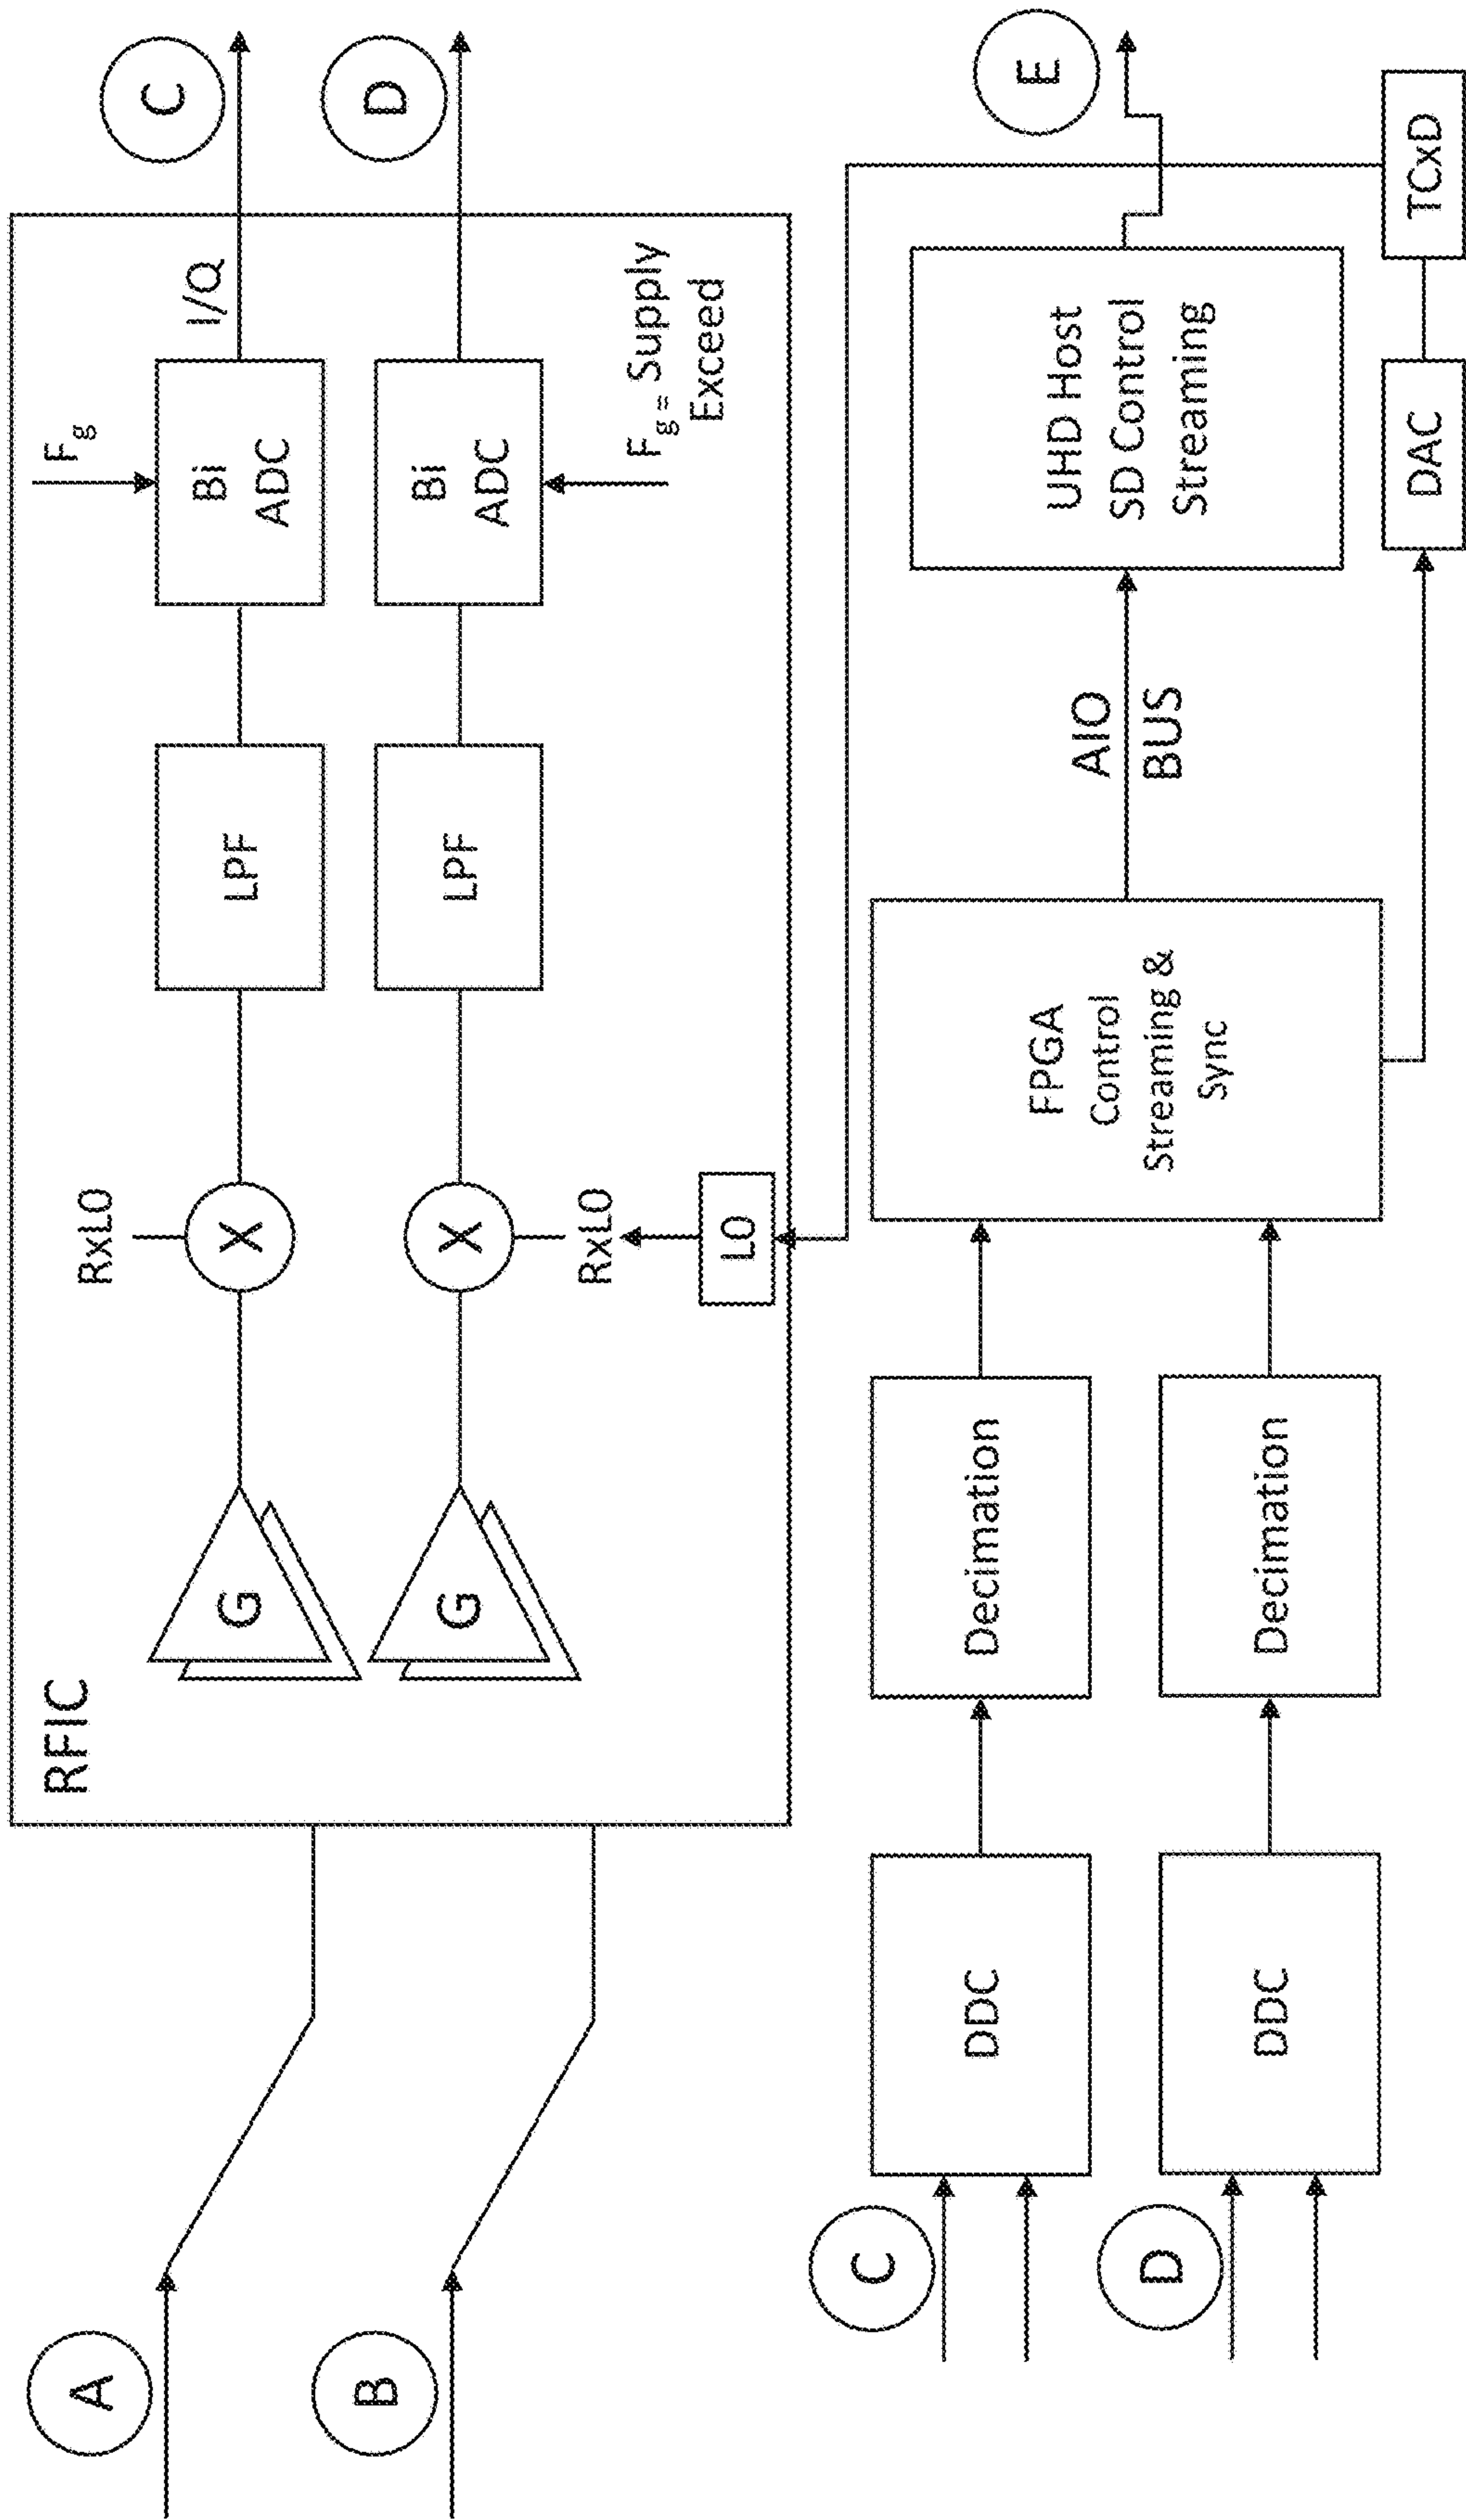 A
B
RFIC
G
G
RxLO
X
X
RxLO
LO
LPF
LPF
Fg
Bi
ADC
Bi
ADC
Fg = Supply
Exceed
I/Q
C
D
C
D
DDC
DDC
Decimation
Decimation
FPGA
Control
Streaming &
Sync
AIO
BUS
UHD Host
SD Control
Streaming
DAC
TCxD
E